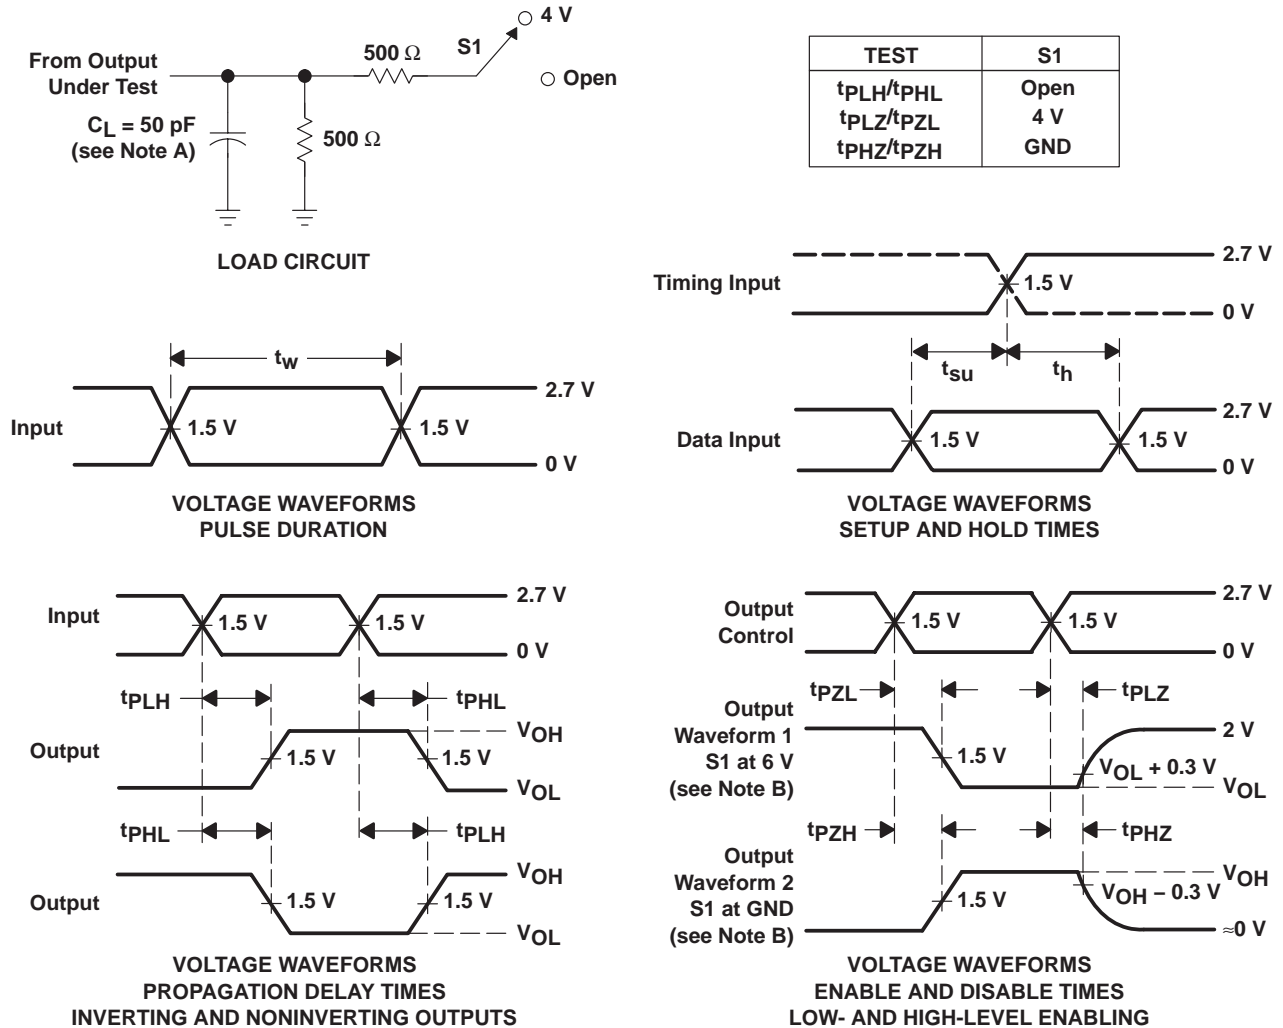 4 V
S1
500 Ω
From Output
Under Test
Open
CL = 50 pF
(see Note A)
500 Ω
LOAD CIRCUIT
TEST S1
tPLH/tPHL Open
tPLZ/tPZL 4 V
tPHZ/tPZH GND
Timing Input
1.5 V
2.7 V
0 V
tsu
th
Data Input
1.5 V
1.5 V
2.7 V
0 V
VOLTAGE WAVEFORMS
SETUP AND HOLD TIMES
tw
Input
1.5 V
1.5 V
2.7 V
0 V
VOLTAGE WAVEFORMS
PULSE DURATION
Input
1.5 V
1.5 V
2.7 V
0 V
tPLH
tPHL
Output
1.5 V
1.5 V
VOH
VOL
tPHL
tPLH
Output
1.5 V
1.5 V
VOH
VOL
VOLTAGE WAVEFORMS
PROPAGATION DELAY TIMES
INVERTING AND NONINVERTING OUTPUTS
Output
Control
1.5 V
1.5 V
2.7 V
0 V
tPZL
tPLZ
Output
Waveform 1
S1 at 6 V
(see Note B)
1.5 V
2 V
VOL + 0.3 V
VOL
tPZH
tPHZ
Output
Waveform 2
S1 at GND
(see Note B)
1.5 V
VOH
VOH − 0.3 V
≈0 V
VOLTAGE WAVEFORMS
ENABLE AND DISABLE TIMES
LOW- AND HIGH-LEVEL ENABLING